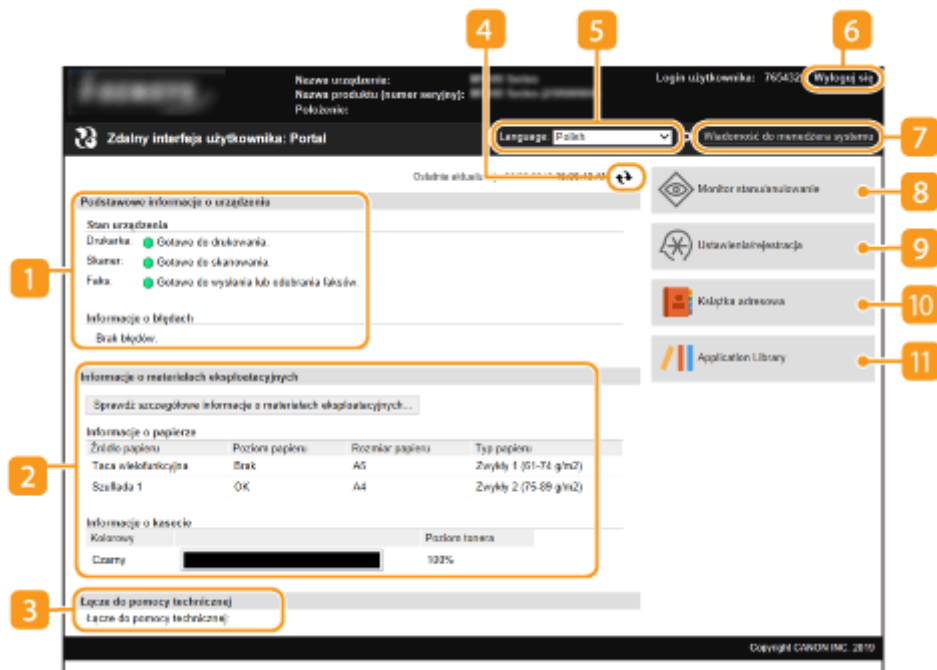 4
5
6
Nazwa urządzenia:
Login użytkownika: 765432 Wyloguj się
Nazwa produktu (numer seryjny):
Położenie:
Zdalny interfejs użytkownika: Portal
Language: Polish
Wiadomość do menedżera systemu
7
Ostatnia
Podstawowe informacje o urządzeniu
Monitor stanu/anulowanie
8
Stan urządzenia
Drukarka: Gotowe do drukowania.
Skaner: Gotowe do skanowania.
Faks: Gotowe do wysłania lub odebrania faksów.
1
Ustawienia/rejestracja
9
Informacje o błędach
Brak błędów.
Książka adresowa
10
Application Library
11
Informacje o materiałach eksploatacyjnych
Sprawdź szczegółowe informacje o materiałach eksploatacyjnych...
Informacje o papierze
Źródło papieru Poziom papieru Rozmiar papieru Typ papieru
Taca wielofunkcyjna Brak A5 Zwykły 1 (61-74 g/m2)
2
Szuflada 1 OK A4 Zwykły 2 (75-89 g/m2)
Informacje o kasecie
Kolorowy Poziom tonera
Czarny 100%
3
Łącze do pomocy technicznej
Łącze do pomocy technicznej:
Copyright CANON INC. 2019